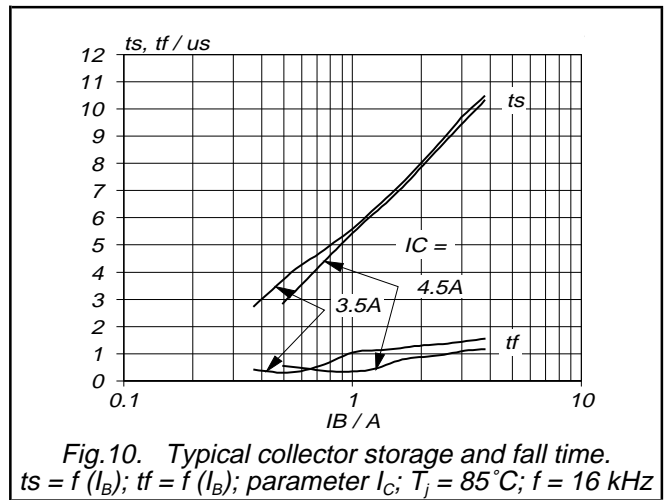 ts, tf / us
12
11
10
9
8
7
6
5
4
3
2
1
0
ts
IC =
4.5A
3.5A
tf
0.1
1
10
IB / A
Fig.10. Typical collector storage and fall time.
ts = f (IB); tf = f (IB); parameter IC; Tj = 85˚C; f = 16 kHz